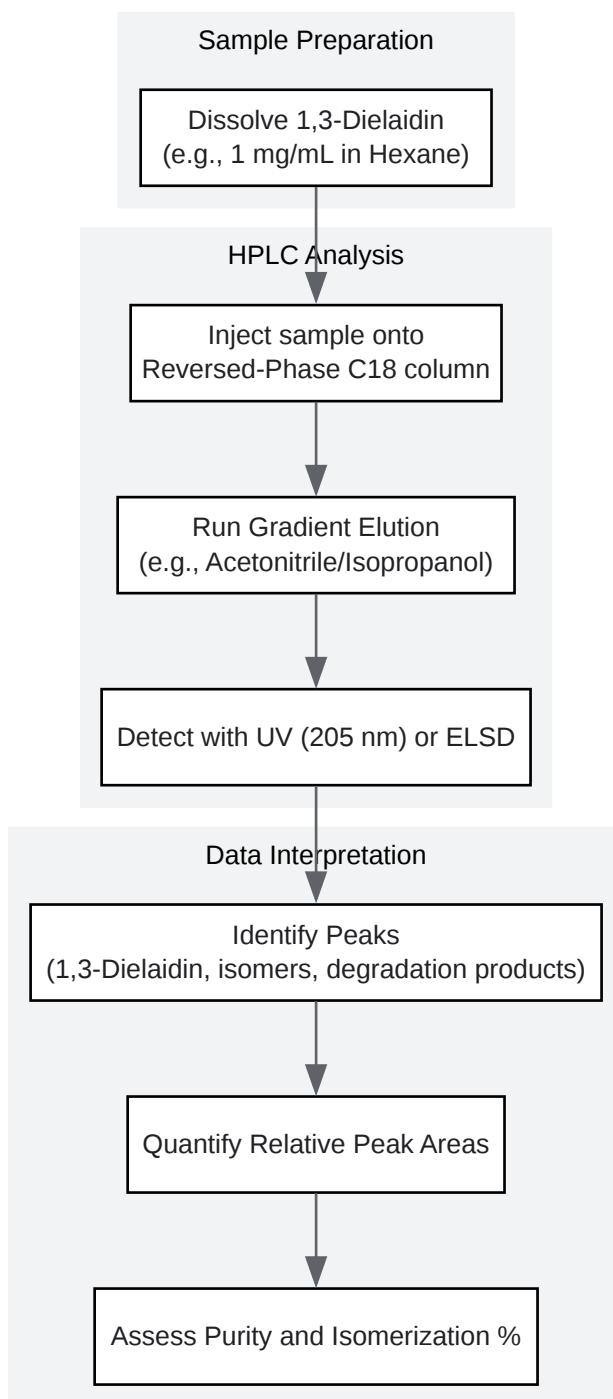 Sample Preparation
Dissolve 1,3-Dielaidin
(e.g., 1 mg/mL in Hexane)
HPLC Analysis
Inject sample onto
Reversed-Phase C18 column
Run Gradient Elution
(e.g., Acetonitrile/Isopropanol)
Detect with UV (205 nm) or ELSD
Data Interpretation
Identify Peaks
(1,3-Dielaidin, isomers, degradation products)
Quantify Relative Peak Areas
Assess Purity and Isomerization %